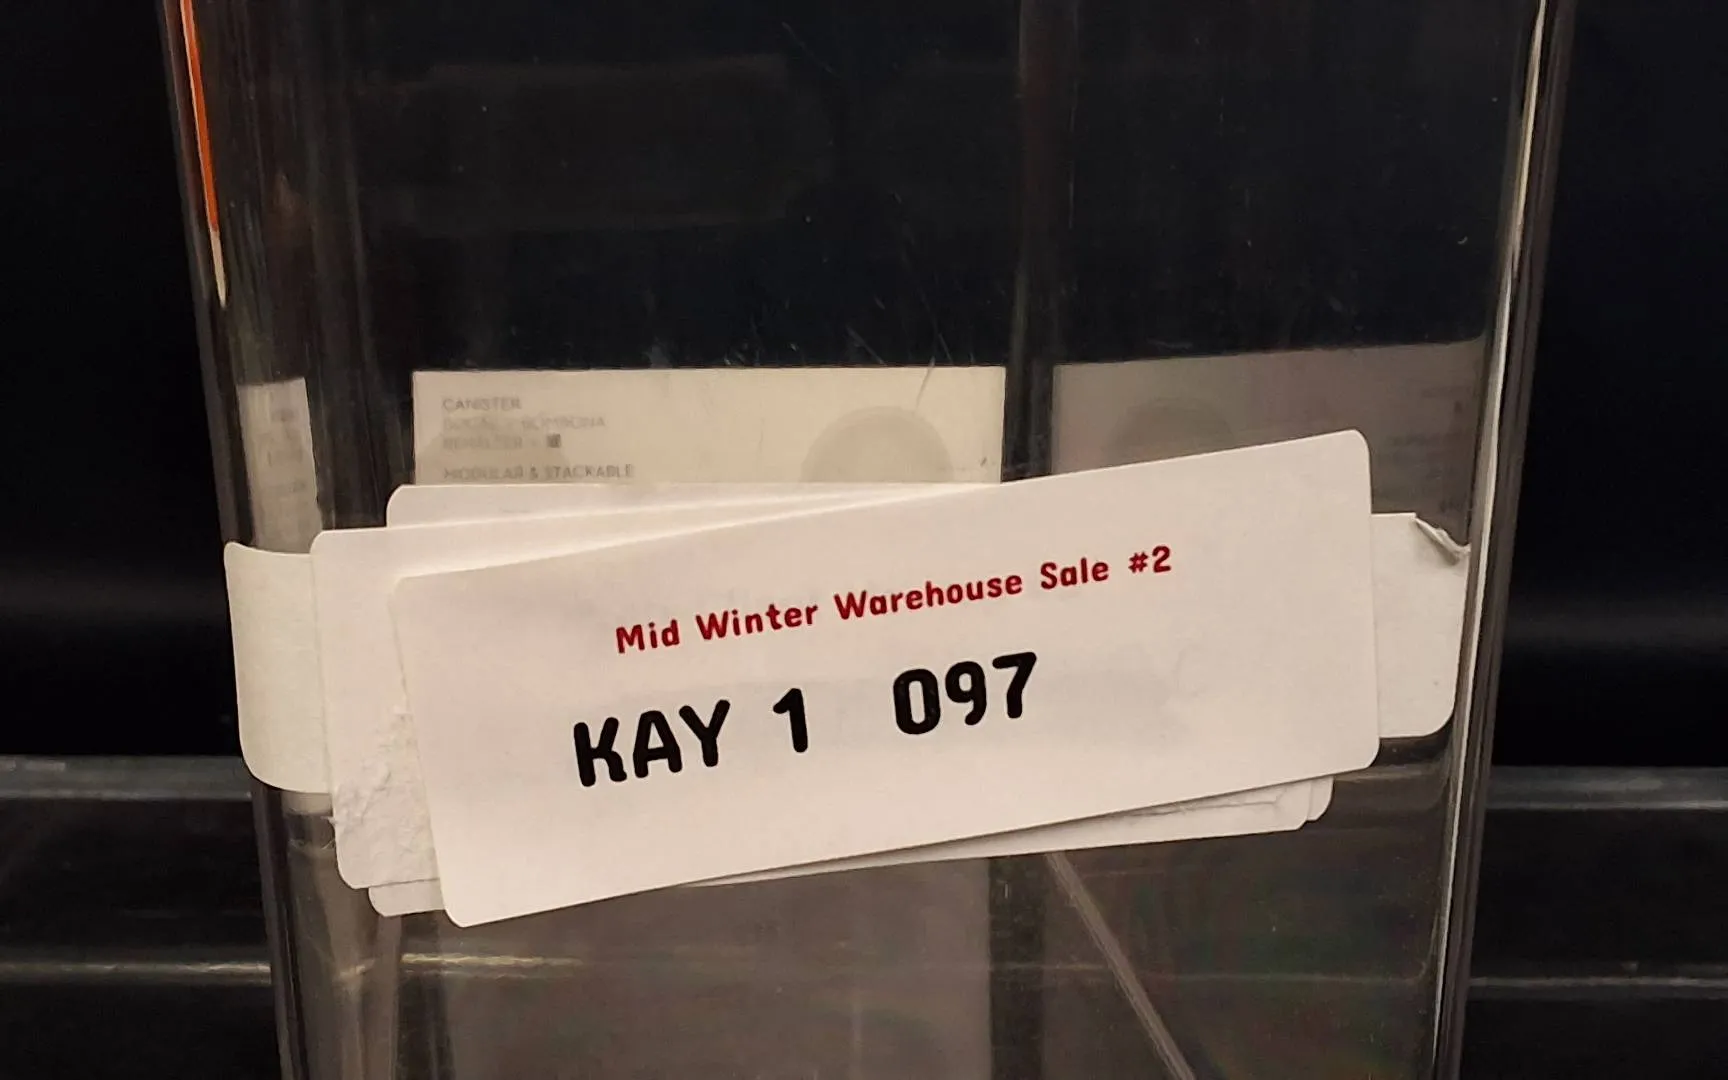 CANISTER
MODULAR & STACKABLE
Mid Winter Warehouse Sale #2
KAY 1 097